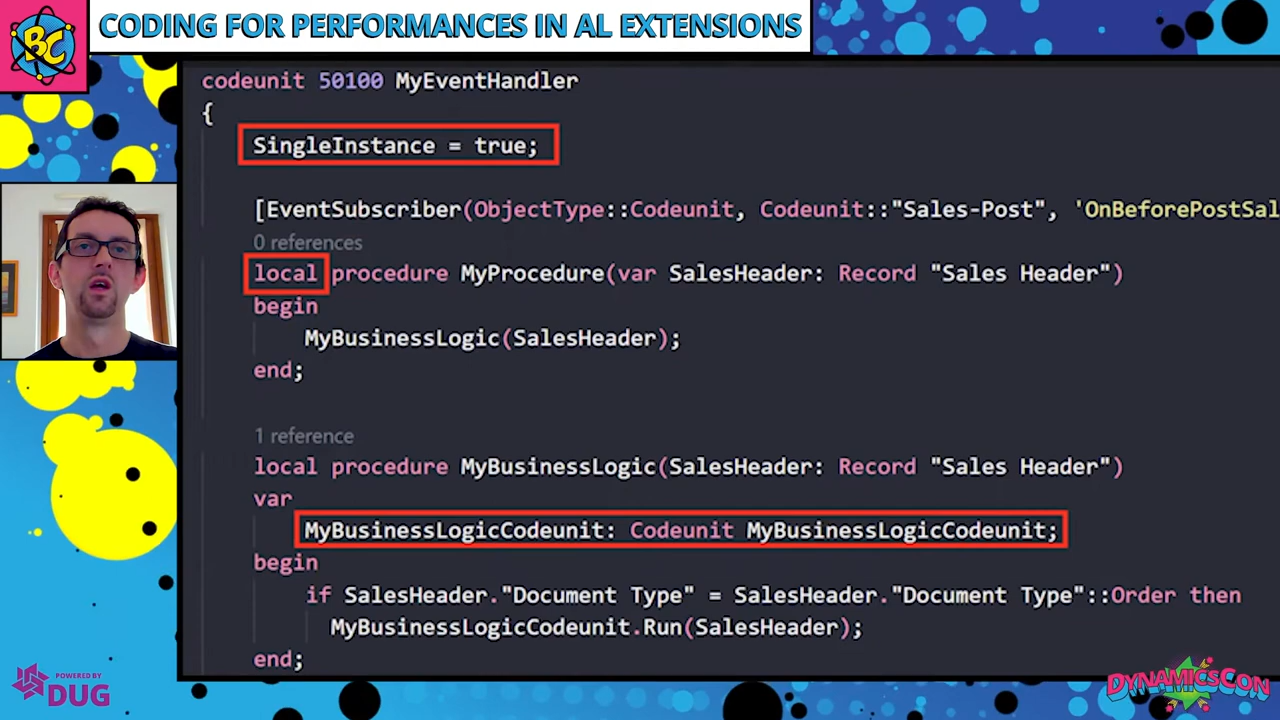 BC
CODING FOR PERFORMANCES IN AL EXTENSIONS
codeunit 50100 MyEventHandler
{
SingleInstance = true;
[EventSubscriber(ObjectType::Codeunit, Codeunit::"Sales-Post", 'OnBeforePostSal
0 references
local procedure MyProcedure(var SalesHeader: Record "Sales Header")
begin
MyBusinessLogic(SalesHeader);
end;
1 reference
local procedure MyBusinessLogic(SalesHeader: Record "Sales Header")
var
MyBusinessLogicCodeunit: Codeunit MyBusinessLogicCodeunit;
begin
if SalesHeader."Document Type" = SalesHeader."Document Type"::Order then
MyBusinessLogicCodeunit.Run(SalesHeader);
end;
POWERED BY
DUG
DYNAMICSCON